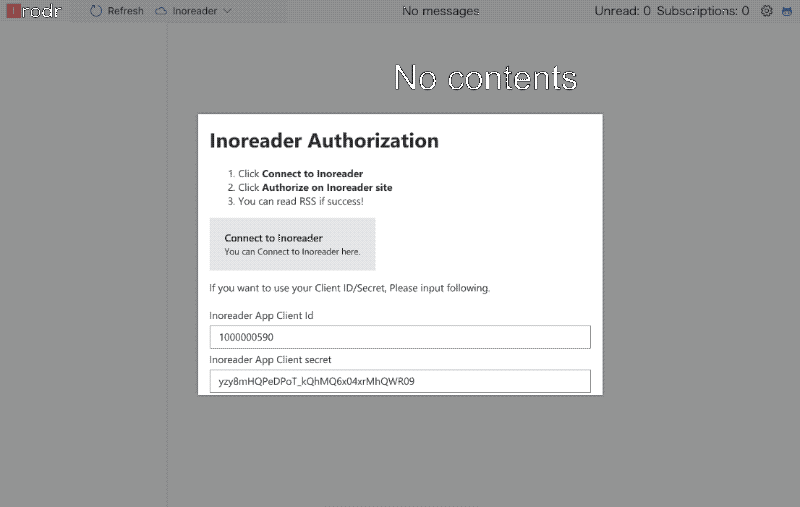 Irodr Refresh Inoreader No messages Unread: 0 Subscriptions: 0
No contents
Inoreader Authorization
1. Click Connect to Inoreader
2. Click Authorize on Inoreader site
3. You can read RSS if success!
Connect to Inoreader
You can Connect to Inoreader here.
If you want to use your Client ID/Secret, Please input following.
Inoreader App Client Id
1000000590
Inoreader App Client secret
yzy8mHQPeDPoT_kQhMQ6x04xrMhQWR09